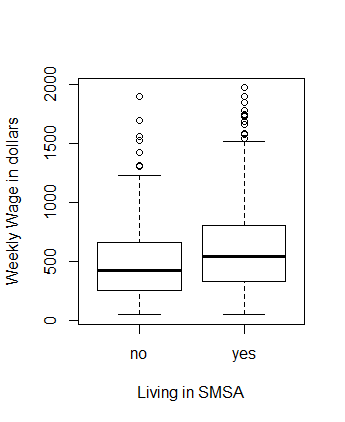 Weekly Wage in dollars
2000
1500
1000
500
0
no yes
Living in SMSA